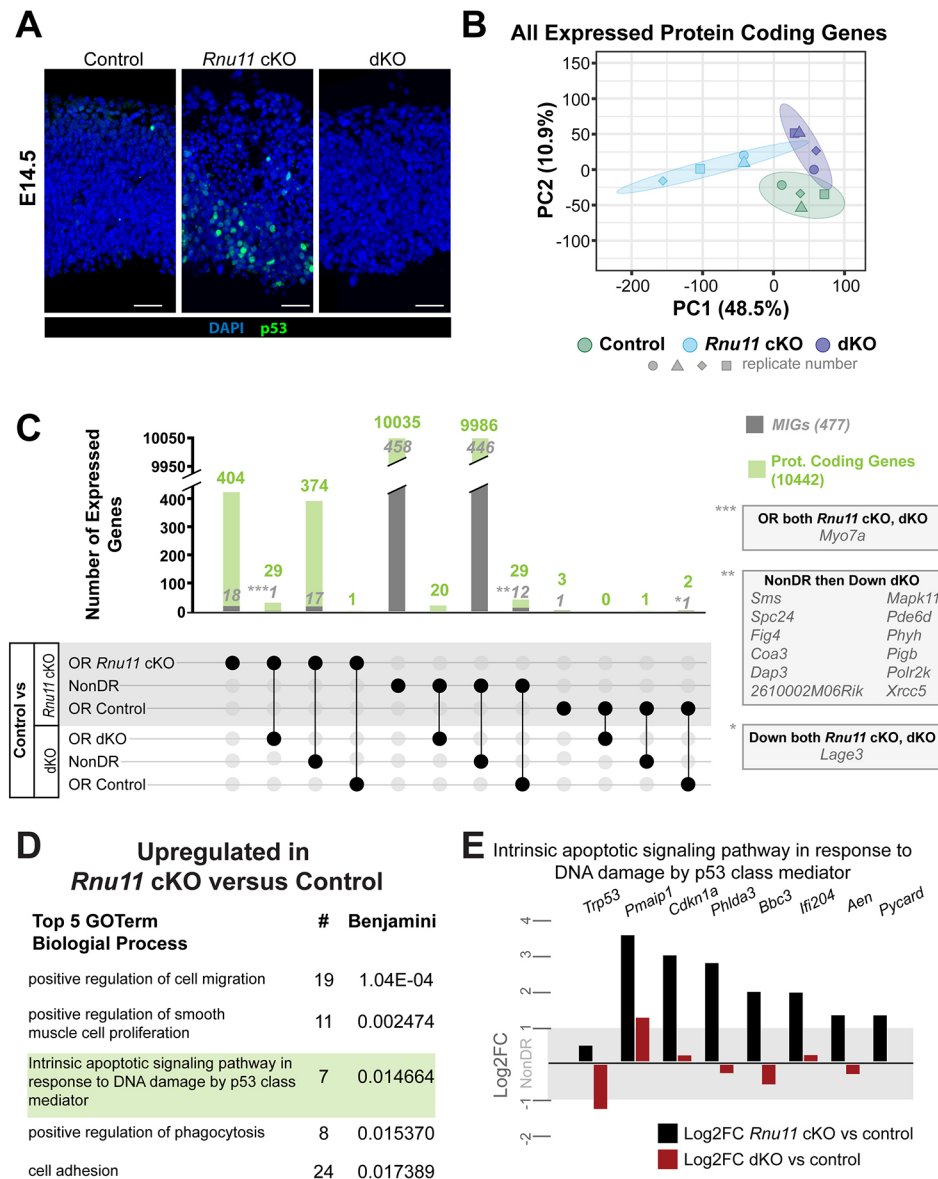 A
Control
Rnu11 cKO
dKO
E14.5
DAPI p53
B
All Expressed Protein Coding Genes
PC2 (10.9%)
150
100
50
0
-50
-100
-200
-100
0
100
PC1 (48.5%)
Control
Rnu11 cKO
dKO
replicate number
C
Number of Expressed
Genes
10050
9950
400
300
200
100
0
404
18
29
***1
374
17
1
10035
458
20
9986
446
29
**12
3
1
0
1
2
*1
MIGs (477)
Prot. Coding Genes
(10442)
***
OR both Rnu11 cKO, dKO
Myo7a
**
NonDR then Down dKO
Sms Mapk11
Spc24 Pde6d
Fig4 Phyh
Coa3 Pigb
Dap3 Polr2k
2610002M06Rik Xrcc5
*
Down both Rnu11 cKO, dKO
Lage3
Control vs
Rnu11 cKO
dKO
OR Rnu11 cKO
NonDR
OR Control
OR dKO
NonDR
OR Control
D
Upregulated in
Rnu11 cKO versus Control
Top 5 GOTerm # Benjamini
Biologial Process
positive regulation of cell migration 19 1.04E-04
positive regulation of smooth
muscle cell proliferation 11 0.002474
Intrinsic apoptotic signaling pathway in
response to DNA damage by p53 class 7 0.014664
mediator
positive regulation of phagocytosis 8 0.015370
cell adhesion 24 0.017389
E
Intrinsic apoptotic signaling pathway in response to
DNA damage by p53 class mediator
Trp53
Pmaip1
Cdkn1a
Phlda3
Bbc3
Ifi204
Aen
Pycard
Log2FC
NonDR
4
3
2
1
-1
-2
Log2FC Rnu11 cKO vs control
Log2FC dKO vs control